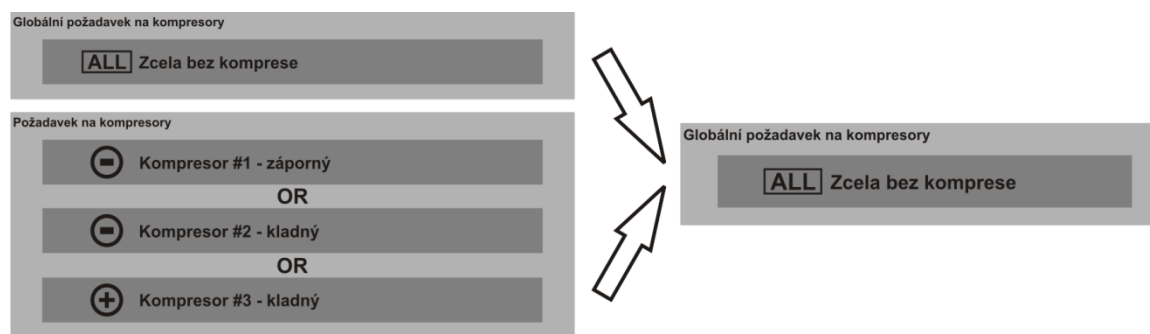 Globální požadavek na kompresory
ALL Zcela bez komprese
Požadavek na kompresory
Kompresor #1 - záporný
OR
Kompresor #2 - kladný
OR
Kompresor #3 - kladný
Globální požadavek na kompresory
ALL Zcela bez komprese